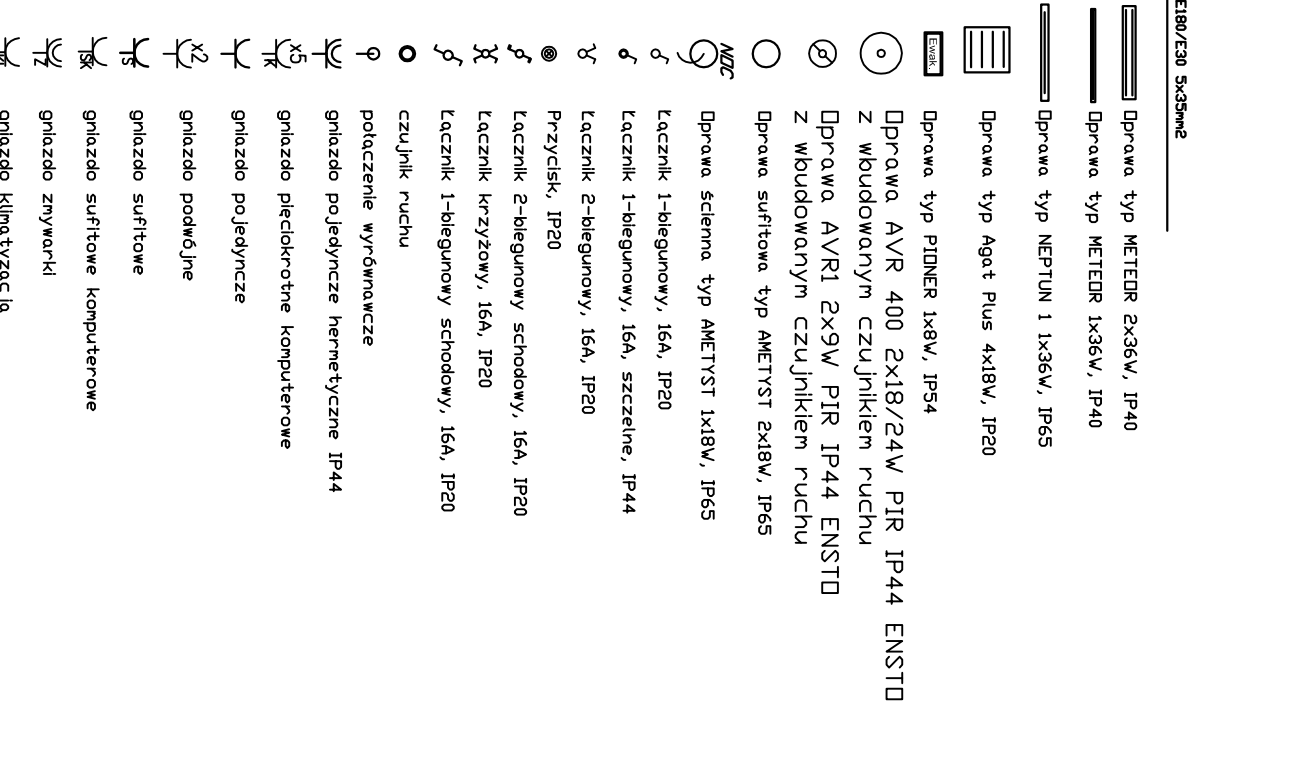 E180/E30 5x35mm2
Oprawa typ METEOR 2x36W, IP40
Oprawa typ METEOR 1x36W, IP40
Oprawa typ NEPTUN 1 1x36W, IP65
Oprawa typ Agat Plus 4x18W, IP20
Ewak.
Oprawa typ PIONER 1x8W, IP54
Oprawa AVR 400 2x18/24W PIR IP44 ENSTO
z wbudowanym czujnikiem ruchu
Oprawa AVR1 2x9W PIR IP44 ENSTO
z wbudowanym czujnikiem ruchu
Oprawa sufitowa typ AMETYST 2x18W, IP65
NOC
Oprawa ścienna typ AMETYST 1x18W, IP65
Łącznik 1-biegunowy, 16A, IP20
Łącznik 1-biegunowy, 16A, szczelne, IP44
Łącznik 2-biegunowy, 16A, IP20
Przycisk, IP20
Łącznik 2-biegunowy schodowy, 16A, IP20
Łącznik krzyżowy, 16A, IP20
Łącznik 1-biegunowy schodowy, 16A, IP20
czujnik ruchu
połączenie wyrównawcze
gniazdo pojedyncze hermetyczne IP44
x5
K
gniazdo pięciokrotne komputerowe
gniazdo pojedyncze
x2
gniazdo podwójne
S
gniazdo sufitowe
SK
gniazdo sufitowe komputerowe
Z
gniazdo zmywarki
gniazdo klimatyzacja